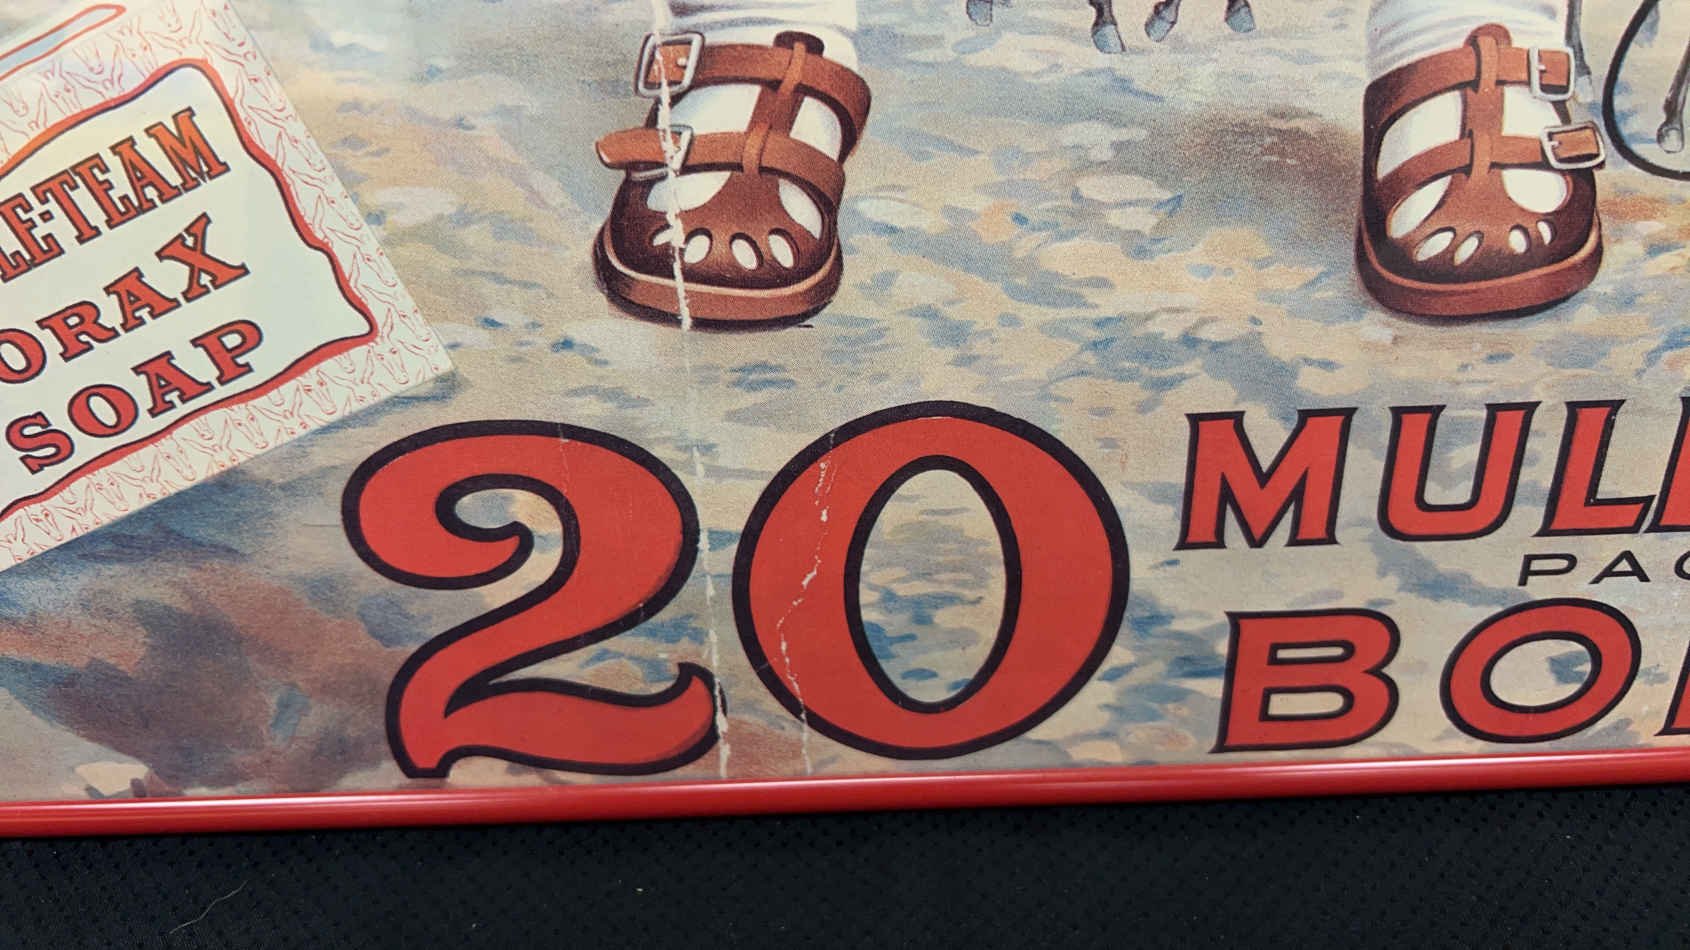 LE-TEAM
ORAX
SOAP
20 MUL
PAC
BO